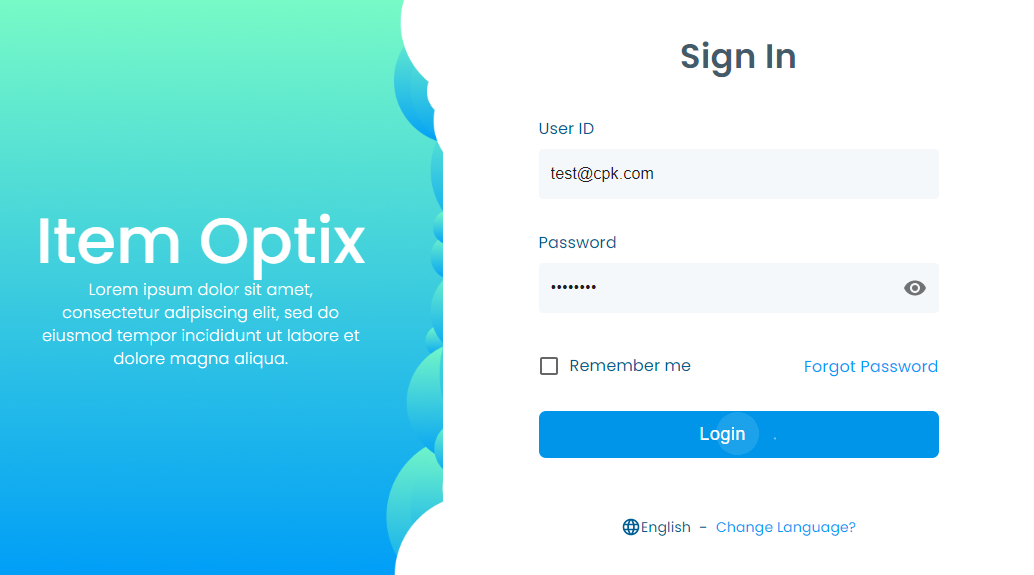 Item Optix
Lorem ipsum dolor sit amet,
consectetur adipiscing elit, sed do
eiusmod tempor incididunt ut labore et
dolore magna aliqua.
Sign In
User ID
test@cpk.com
Password
••••••••
Remember me
Forgot Password
Login
English - Change Language?